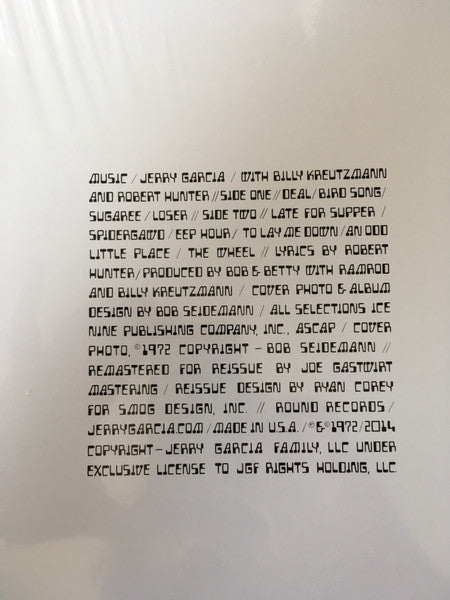 MUSIC / JERRY GARCIA / WITH BILLY KREUTZMANN
AND ROBERT HUNTER // SIDE ONE // DEAL / BIRD SONG /
SUGAREE / LOSER // SIDE TWO // LATE FOR SUPPER /
SPIDERGAWD / EEP HOUR / TO LAY ME DOWN / AN ODD
LITTLE PLACE / THE WHEEL // LYRICS BY ROBERT
HUNTER / PRODUCED BY BOB & BETTY WITH RAMROD
AND BILLY KREUTZMANN / COVER PHOTO & ALBUM
DESIGN BY BOB SEIDEMANN / ALL SELECTIONS ICE
NINE PUBLISHING COMPANY, INC., ASCAP / COVER
PHOTO, ©1972 COPYRIGHT - BOB SEIDEMANN //
REMASTERED FOR REISSUE BY JOE GASTWIRT
MASTERING / REISSUE DESIGN BY RYAN COREY
FOR SMOG DESIGN, INC. // ROUND RECORDS /
JERRYGARCIA.COM / MADE IN U.S.A. / ℗&©1972/2014
COPYRIGHT - JERRY GARCIA FAMILY, LLC UNDER
EXCLUSIVE LICENSE TO JGF RIGHTS HOLDING, LLC.